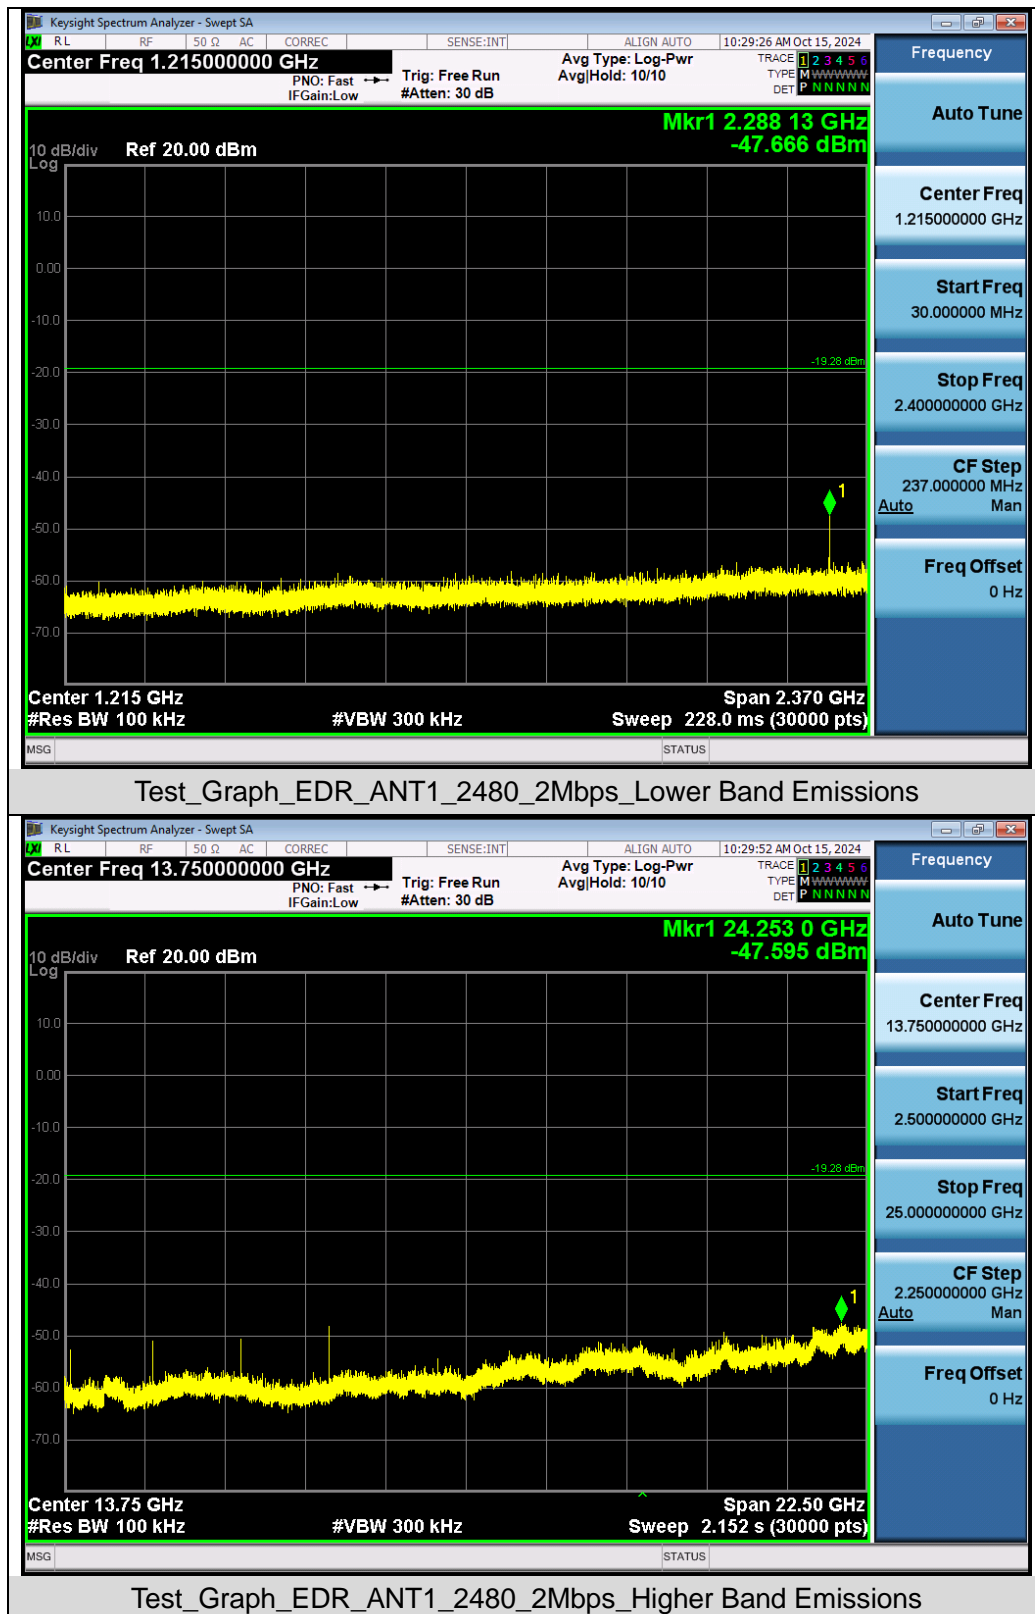 Keysight Spectrum Analyzer - Swept SA
LXI RL RF 50 Ω AC CORREC SENSE:INT ALIGN AUTO 10:29:26 AM Oct 15, 2024
Center Freq 1.215000000 GHz
PNO: Fast
IFGain:Low
Trig: Free Run
#Atten: 30 dB
Avg Type: Log-Pwr
Avg|Hold: 10/10
TRACE 1 2 3 4 5 6
TYPE M WWWWW
DET P N N N N N
Frequency
Auto Tune
Center Freq
1.215000000 GHz
Start Freq
30.000000 MHz
Stop Freq
2.400000000 GHz
CF Step
237.000000 MHz
Auto Man
Freq Offset
0 Hz
Mkr1 2.288 13 GHz
-47.666 dBm
10 dB/div Ref 20.00 dBm
Log
10.0
0.00
-10.0
-19.28 dBm
-20.0
-30.0
-40.0
1
-50.0
-60.0
-70.0
Center 1.215 GHz Span 2.370 GHz
#Res BW 100 kHz #VBW 300 kHz Sweep 228.0 ms (30000 pts)
MSG STATUS
Test_Graph_EDR_ANT1_2480_2Mbps_Lower Band Emissions
Keysight Spectrum Analyzer - Swept SA
LXI RL RF 50 Ω AC CORREC SENSE:INT ALIGN AUTO 10:29:52 AM Oct 15, 2024
Center Freq 13.750000000 GHz
PNO: Fast
IFGain:Low
Trig: Free Run
#Atten: 30 dB
Avg Type: Log-Pwr
Avg|Hold: 10/10
TRACE 1 2 3 4 5 6
TYPE M WWWWW
DET P N N N N N
Frequency
Auto Tune
Center Freq
13.750000000 GHz
Start Freq
2.500000000 GHz
Stop Freq
25.000000000 GHz
CF Step
2.250000000 GHz
Auto Man
Freq Offset
0 Hz
Mkr1 24.253 0 GHz
-47.595 dBm
10 dB/div Ref 20.00 dBm
Log
10.0
0.00
-10.0
-19.28 dBm
-20.0
-30.0
-40.0
1
-50.0
-60.0
-70.0
Center 13.75 GHz Span 22.50 GHz
#Res BW 100 kHz #VBW 300 kHz Sweep 2.152 s (30000 pts)
MSG STATUS
Test_Graph_EDR_ANT1_2480_2Mbps_Higher Band Emissions